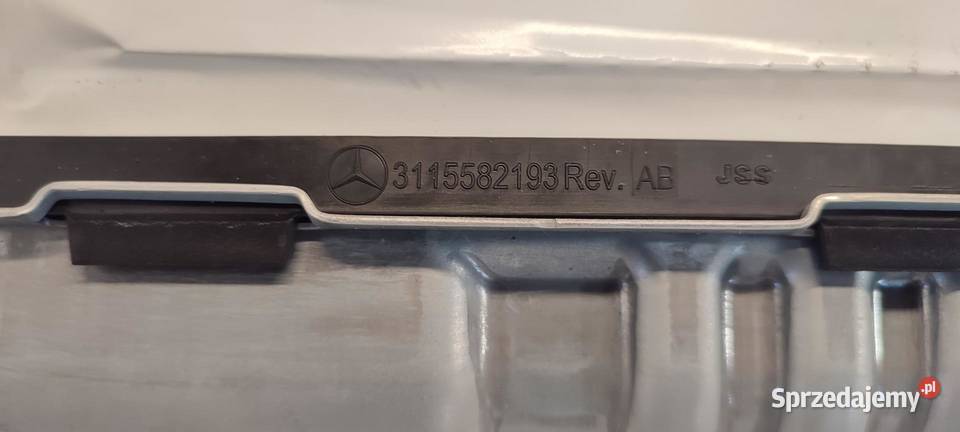 3115582193 Rev. AB JSS
Sprzedajemy.pl